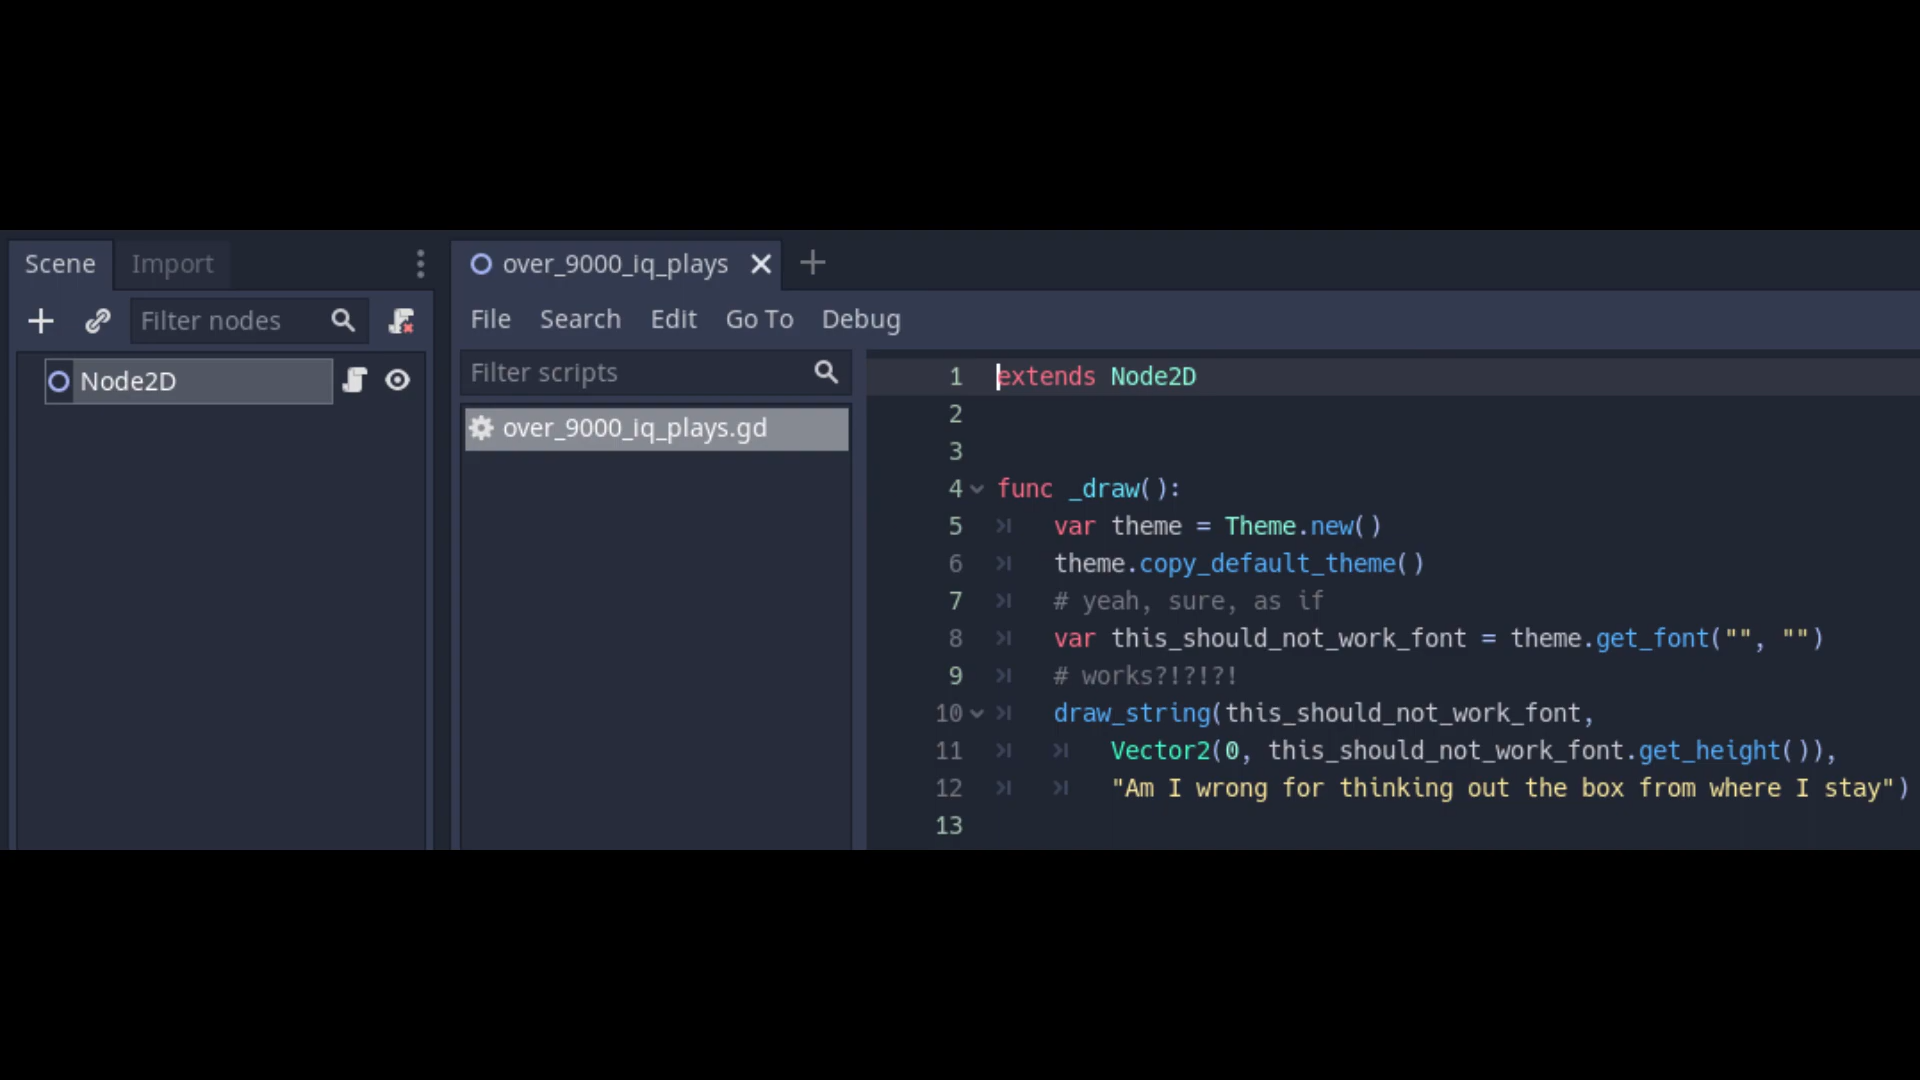 Scene Import
over_9000_iq_plays
Filter nodes
File Search Edit Go To Debug
Node2D
Filter scripts
over_9000_iq_plays.gd
1 extends Node2D
2
3
4 func _draw():
5 var theme = Theme.new()
6 theme.copy_default_theme()
7 # yeah, sure, as if
8 var this_should_not_work_font = theme.get_font("", "")
9 # works?!?!?!
10 draw_string(this_should_not_work_font,
11 Vector2(0, this_should_not_work_font.get_height()),
12 "Am I wrong for thinking out the box from where I stay")
13